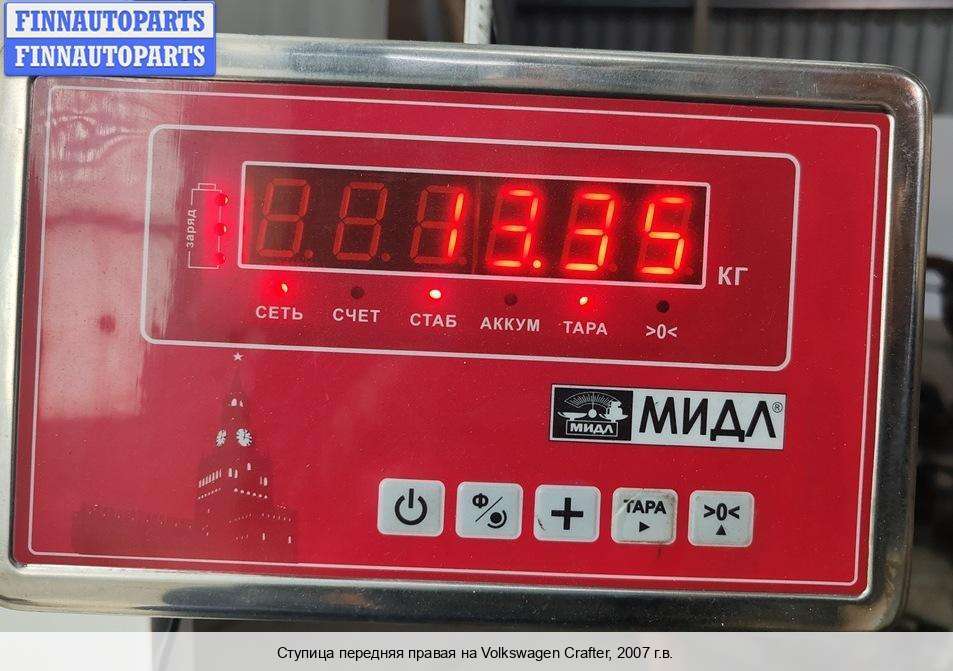 FINNAUTOPARTS
FINNAUTOPARTS
заряд
13.35
КГ
СЕТЬ СЧЕТ СТАБ АККУМ ТАРА >0<
МИДЛ МИДЛ®
Ф ТАРА >0<
Ступица передняя правая на Volkswagen Crafter, 2007 г.в.